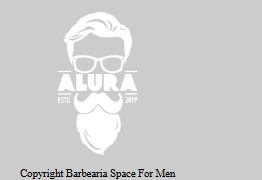 ALURA
ESTD 2019
Copyright Barbearia Space For Men